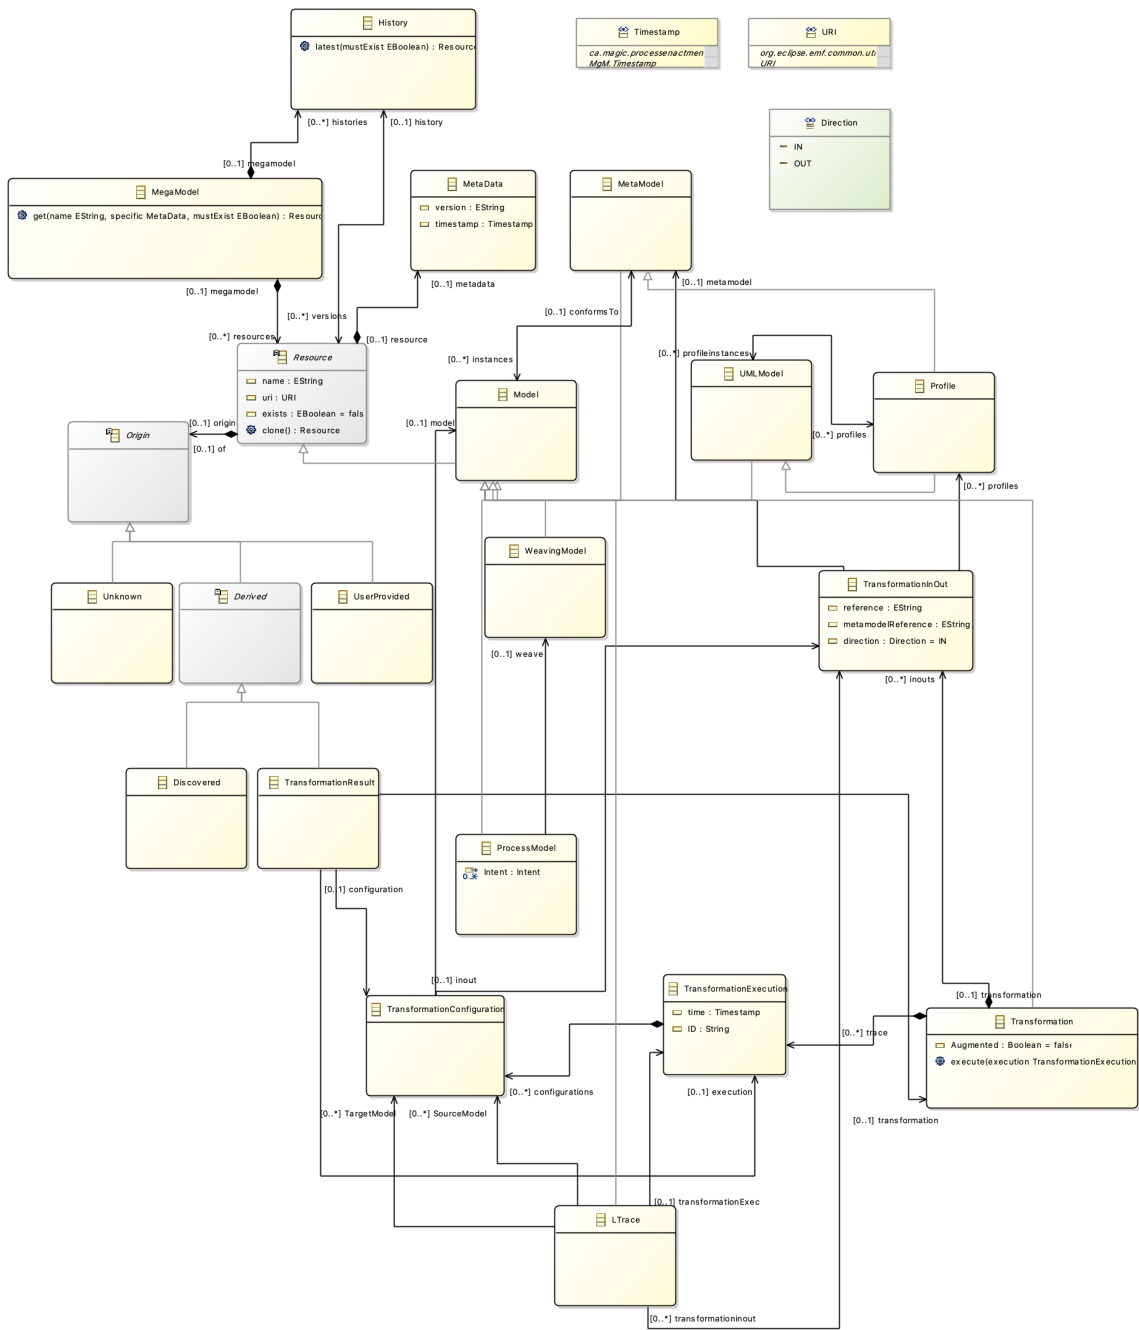 History
latest(mustExist EBoolean) : Resourc
Timestamp
ca.magic.processenactmen
MgM.Timestamp
URI
org.eclipse.emf.common.uti
URI
[0..*] histories
[0..1] history
Direction
IN
OUT
[0..1] megamodel
MegaModel
get(name EString, specific MetaData, mustExist EBoolean) : Resourc
MetaData
version : EString
timestamp : Timestamp
MetaModel
[0..1] megamodel
[0..1] metadata
[0..1] metamodel
[0..*] versions
[0..1] conformsTo
[0..*] resources
[0..1] resource
Resource
name : EString
uri : URI
exists : EBoolean = fals
clone() : Resource
[0..*] instances
[0..*] profileinstances
UMLModel
Profile
Model
[0..1] origin
[0..1] model
[0..*] profiles
Origin
[0..1] of
[0..*] profiles
WeavingModel
TransformationInOut
reference : EString
metamodelReference : EString
direction : Direction = IN
Unknown
Derived
UserProvided
[0..1] weave
[0..*] inouts
Discovered
TransformationResult
ProcessModel
0..*
Intent : Intent
[0..1] configuration
[0..1] inout
TransformationExecution
time : Timestamp
ID : String
[0..1] transformation
TransformationConfiguration
Transformation
Augmented : Boolean = false
execute(execution TransformationExecution
[0..*] trace
[0..*] configurations
[0..1] execution
[0..*] TargetModel
[0..*] SourceModel
[0..1] transformation
[0..1] transformationExec
LTrace
[0..*] transformationinout